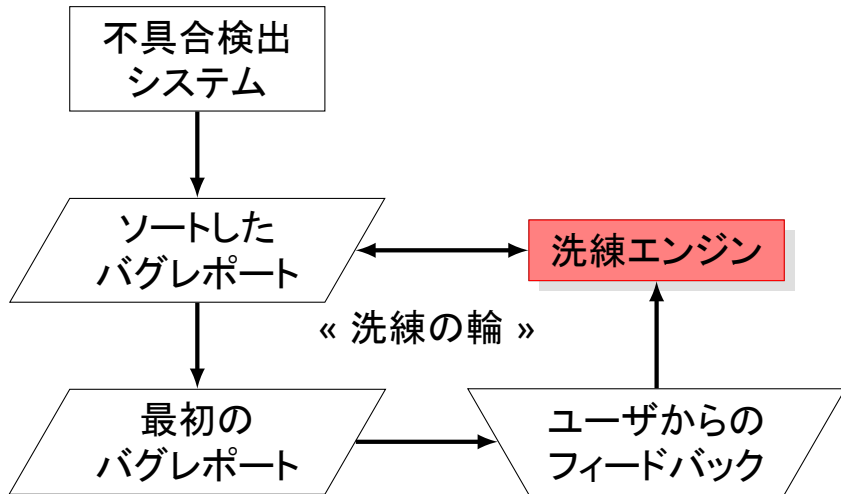 不具合検出
システム
ソートした
バグレポート
洗練エンジン
« 洗練の輪 »
最初の
バグレポート
ユーザからの
フィードバック